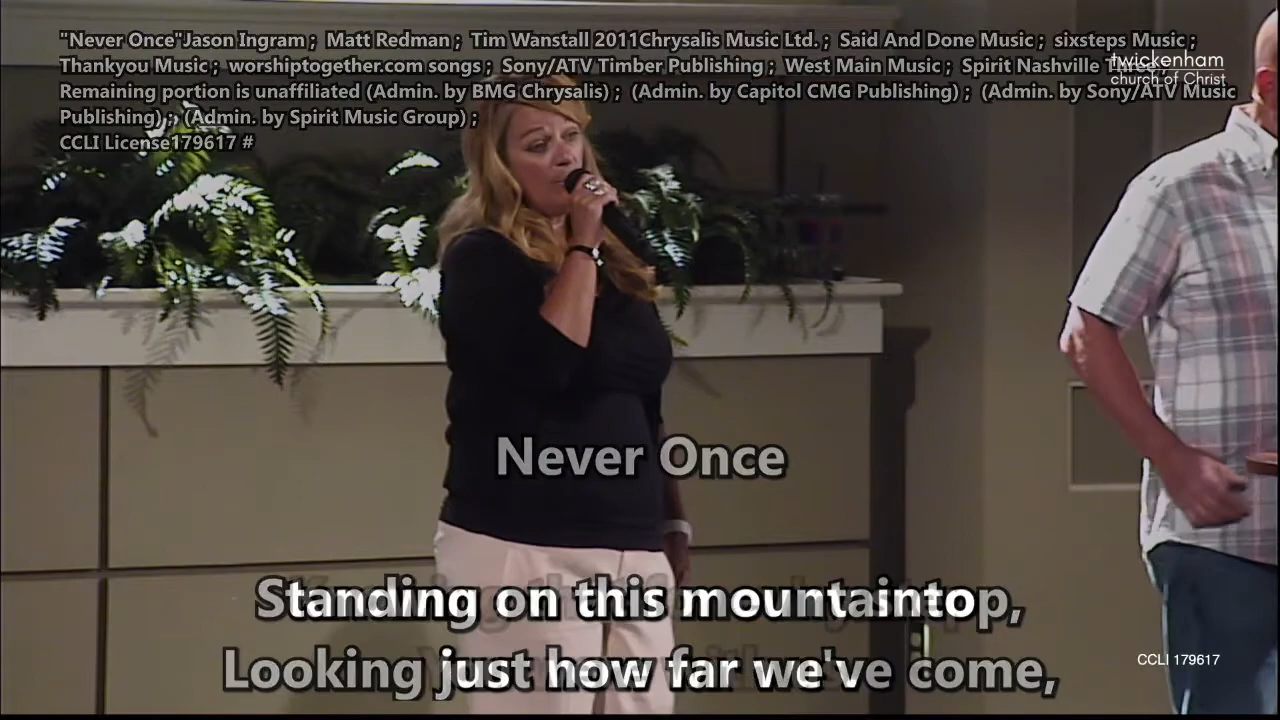 "Never Once"Jason Ingram ; Matt Redman ; Tim Wanstall 2011Chrysalis Music Ltd. ; Said And Done Music ; sixsteps Music ;
Thankyou Music ; worshiptogether.com songs ; Sony/ATV Timber Publishing ; West Main Music ; Spirit Nashville Three ;
twickenham
church of Christ
Remaining portion is unaffiliated (Admin. by BMG Chrysalis) ; (Admin. by Capitol CMG Publishing) ; (Admin. by Sony/ATV Music
Publishing) ; (Admin. by Spirit Music Group) ;
CCLI License179617 #
Never Once
Standing on this mountaintop,
Looking just how far we've come,
CCLI 179617